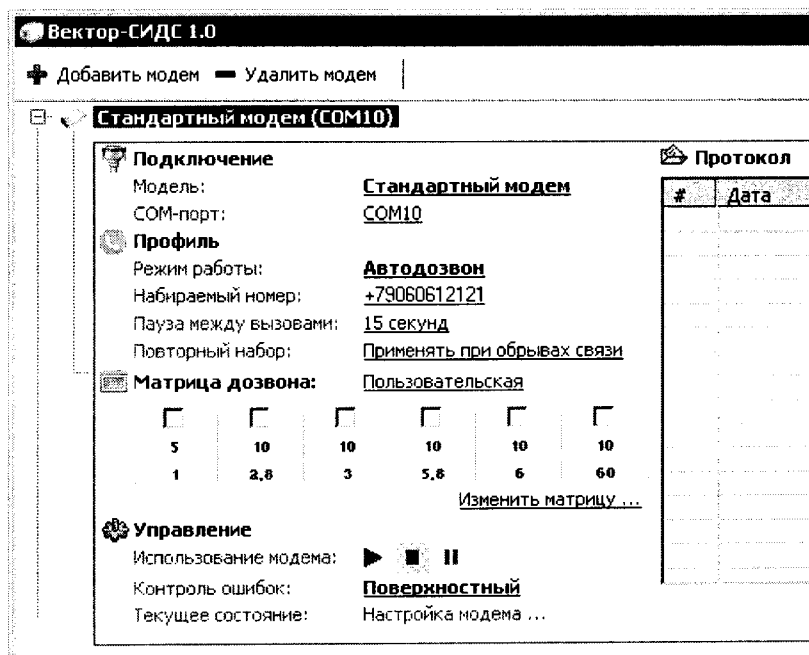 Вектор-СИДС 1.0
Добавить модем Удалить модем
Стандартный модем (COM10)
Подключение
Модель: Стандартный модем
COM-порт: COM10
Профиль
Режим работы: Автодозвон
Набираемый номер: +79060612121
Пауза между вызовами: 15 секунд
Повторный набор: Применять при обрывах связи
Матрица дозвона: Пользовательская
5 10 10 10 10 10
1 2,8 3 5,8 6 60
Изменить матрицу ...
Управление
Использование модема:
Контроль ошибок: Поверхностный
Текущее состояние: Настройка модема ...
Протокол
# Дата